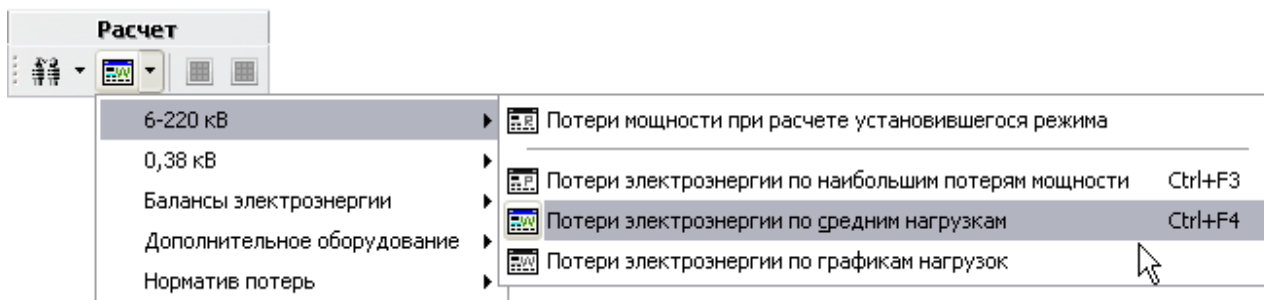 Расчет
6-220 кВ
Потери мощности при расчете установившегося режима
0,38 кВ
Потери электроэнергии по наибольшим потерям мощности Ctrl+F3
Балансы электроэнергии
Потери электроэнергии по средним нагрузкам Ctrl+F4
Дополнительное оборудование
Потери электроэнергии по графикам нагрузок
Норматив потерь